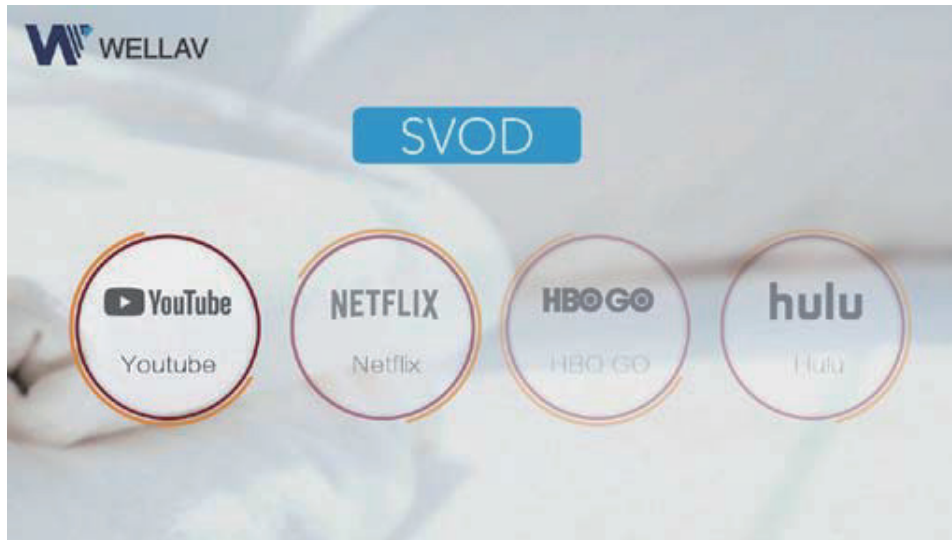 WELLAV
SVOD
YouTube
NETFLIX
HBO GO
hulu
Youtube
Netflix
HBO GO
Hulu